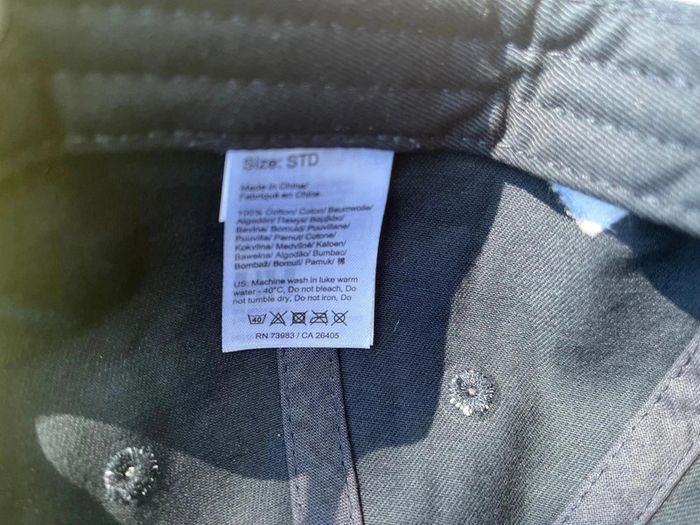 Size: STD
Made in China/
Fabriqué en Chine
100% Cotton/ Coton/ Baumwolle/
Algodón/ Памук/ Βαμβάκι/
Bavlna/ Bomuld/ Puuvillane/
Puuvilla/ Pamut/ Cotone/
Kokvilna/ Medvilnė/ Katoen/
Bawełna/ Algodão/ Bumbac/
Bombaž/ Bomull/ Pamuk/ 棉
US: Machine wash in luke warm
water - 40°C, Do not bleach, Do
not tumble dry, Do not iron, Do
40
RN 73983 / CA 26405